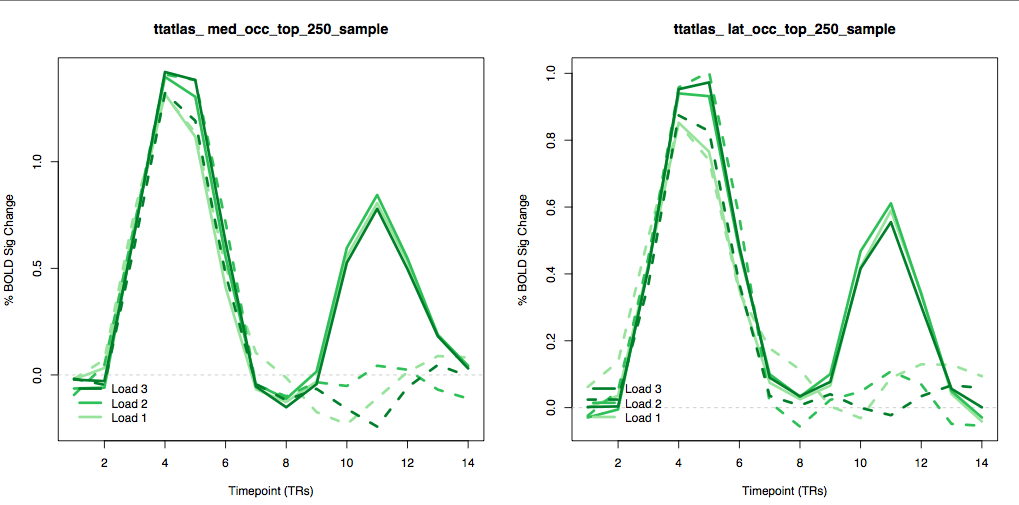 ttatlas_ med_occ_top_250_sample
% BOLD Sig Change
1.0
0.5
0.0
Load 3
Load 2
Load 1
2 4 6 8 10 12 14
Timepoint (TRs)
ttatlas_ lat_occ_top_250_sample
% BOLD Sig Change
1.0
0.8
0.6
0.4
0.2
0.0
Load 3
Load 2
Load 1
2 4 6 8 10 12 14
Timepoint (TRs)